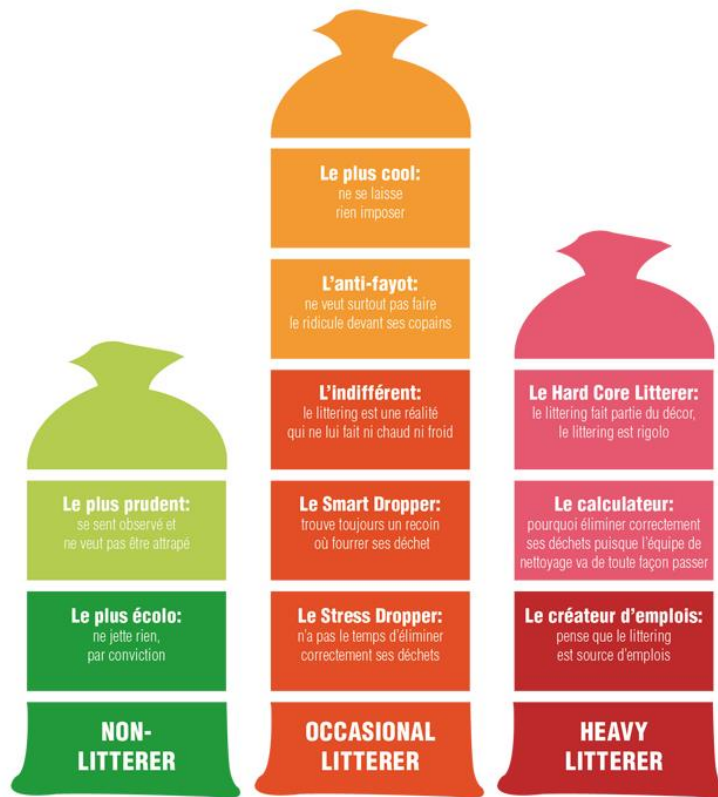 Le plus prudent:
se sent observé et
ne veut pas être attrapé
Le plus écolo:
ne jette rien,
par conviction
NON-
LITTERER
Le plus cool:
ne se laisse
rien imposer
L'anti-fayot:
ne veut surtout pas faire
le ridicule devant ses copains
L'indifférent:
le littering est une réalité
qui ne lui fait ni chaud ni froid
Le Smart Dropper:
trouve toujours un recoin
où fourrer ses déchet
Le Stress Dropper:
n'a pas le temps d'éliminer
correctement ses déchets
OCCASIONAL
LITTERER
Le Hard Core Litterer:
le littering fait partie du décor,
le littering est rigolo
Le calculateur:
pourquoi éliminer correctement
ses déchets puisque l'équipe de
nettoyage va de toute façon passer
Le créateur d'emplois:
pense que le littering
est source d'emplois
HEAVY
LITTERER